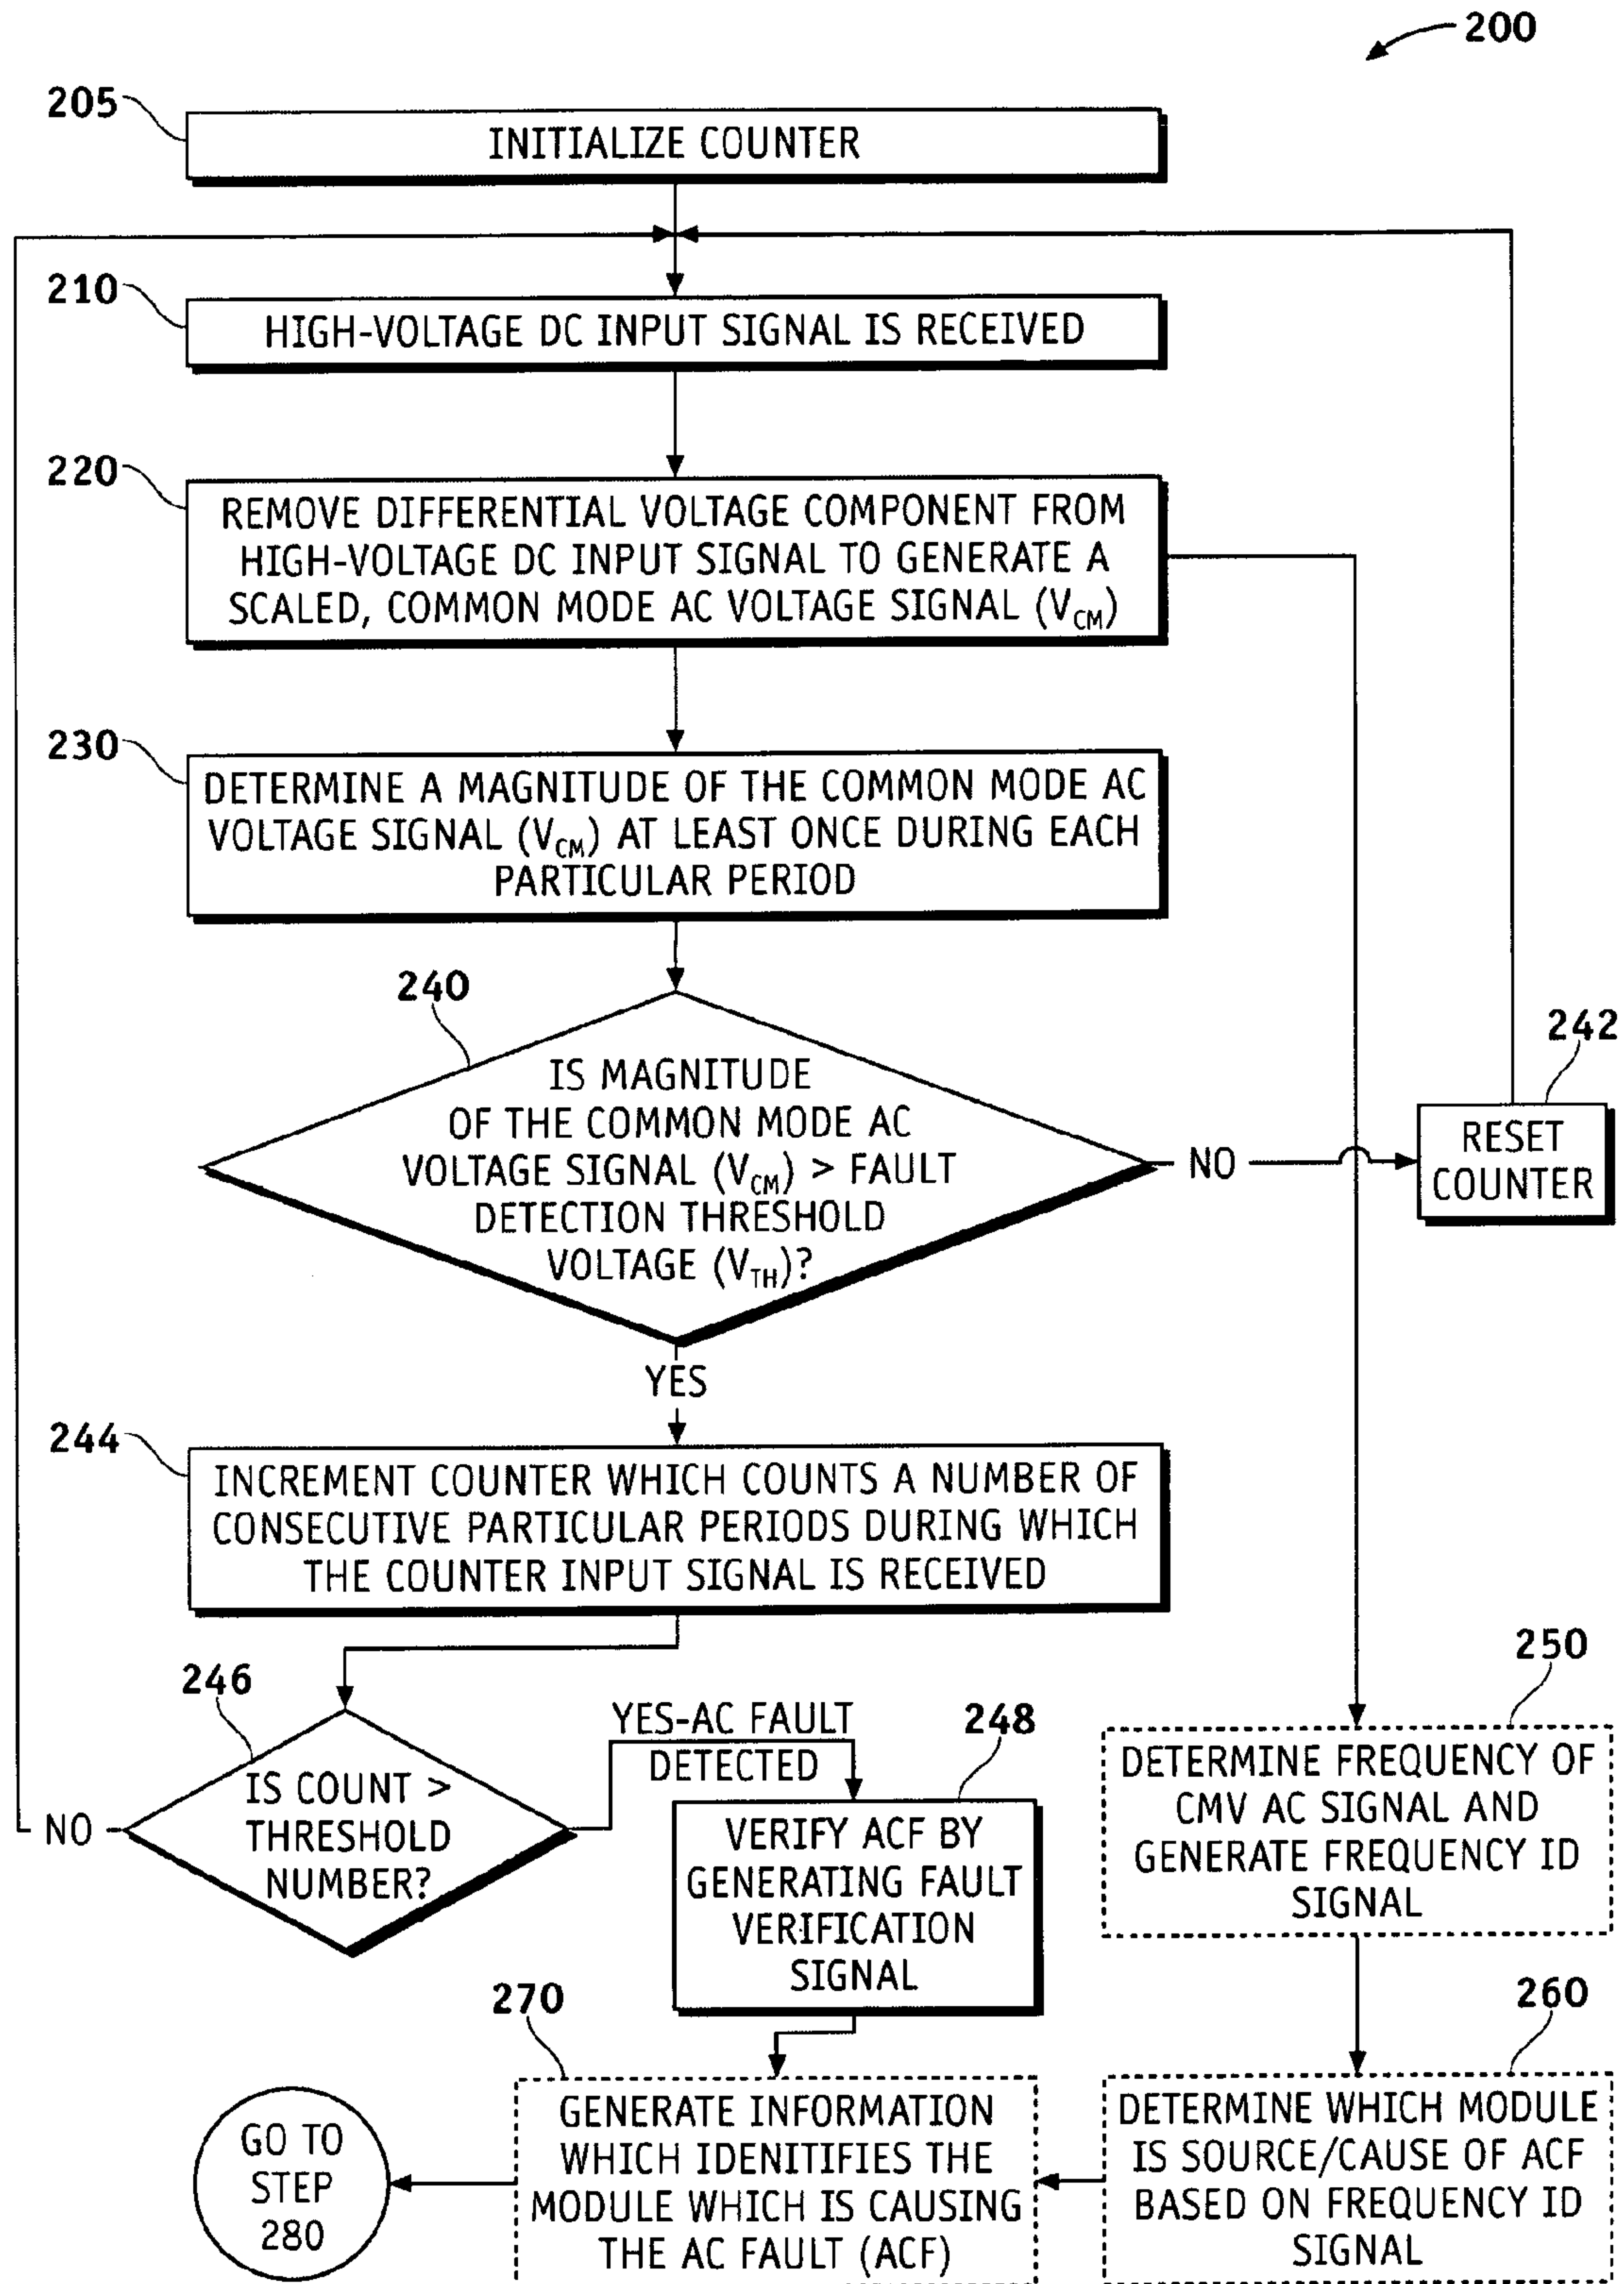 200
205
INITIALIZE COUNTER
210
HIGH-VOLTAGE DC INPUT SIGNAL IS RECEIVED
220
REMOVE DIFFERENTIAL VOLTAGE COMPONENT FROM
HIGH-VOLTAGE DC INPUT SIGNAL TO GENERATE A
SCALED, COMMON MODE AC VOLTAGE SIGNAL (VCM)
230
DETERMINE A MAGNITUDE OF THE COMMON MODE AC
VOLTAGE SIGNAL (VCM) AT LEAST ONCE DURING EACH
PARTICULAR PERIOD
240
IS MAGNITUDE
OF THE COMMON MODE AC
VOLTAGE SIGNAL (VCM) > FAULT
DETECTION THRESHOLD
VOLTAGE (VTH)?
NO
242
RESET
COUNTER
YES
244
INCREMENT COUNTER WHICH COUNTS A NUMBER OF
CONSECUTIVE PARTICULAR PERIODS DURING WHICH
THE COUNTER INPUT SIGNAL IS RECEIVED
246
IS COUNT >
THRESHOLD
NUMBER?
NO
YES-AC FAULT
DETECTED
248
VERIFY ACF BY
GENERATING FAULT
VERIFICATION
SIGNAL
250
DETERMINE FREQUENCY OF
CMV AC SIGNAL AND
GENERATE FREQUENCY ID
SIGNAL
260
DETERMINE WHICH MODULE
IS SOURCE/CAUSE OF ACF
BASED ON FREQUENCY ID
SIGNAL
270
GENERATE INFORMATION
WHICH IDENITIFIES THE
MODULE WHICH IS CAUSING
THE AC FAULT (ACF)
GO TO
STEP
280